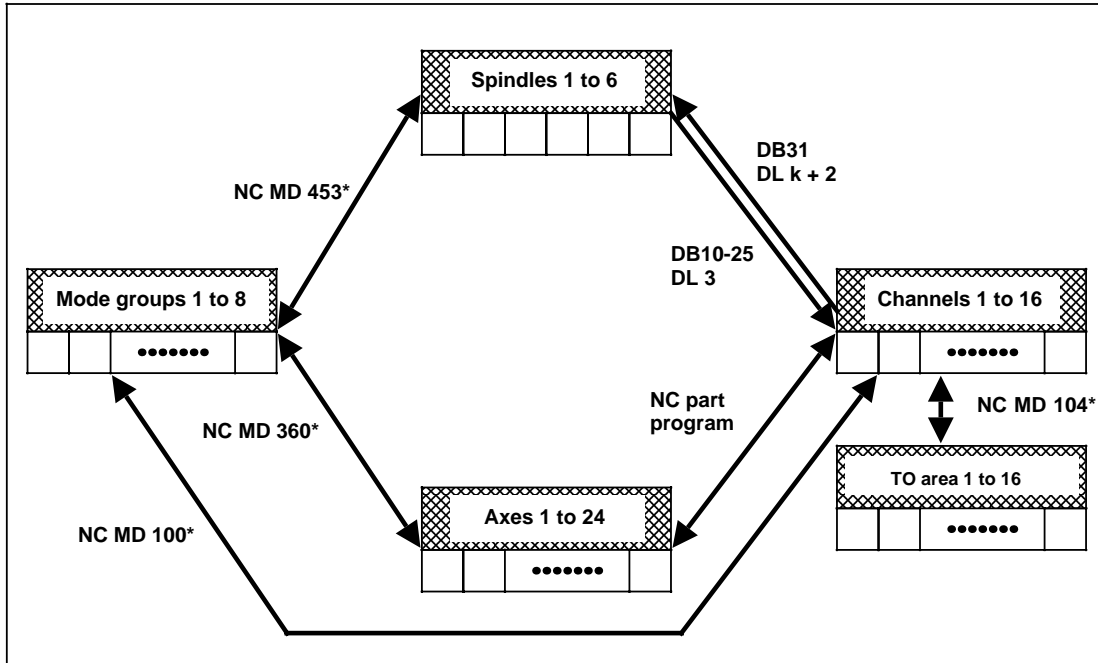 Spindles 1 to 6
DB31
DL k + 2
NC MD 453*
DB10-25
DL 3
Mode groups 1 to 8
Channels 1 to 16
NC part
program
NC MD 104*
NC MD 360*
TO area 1 to 16
Axes 1 to 24
NC MD 100*